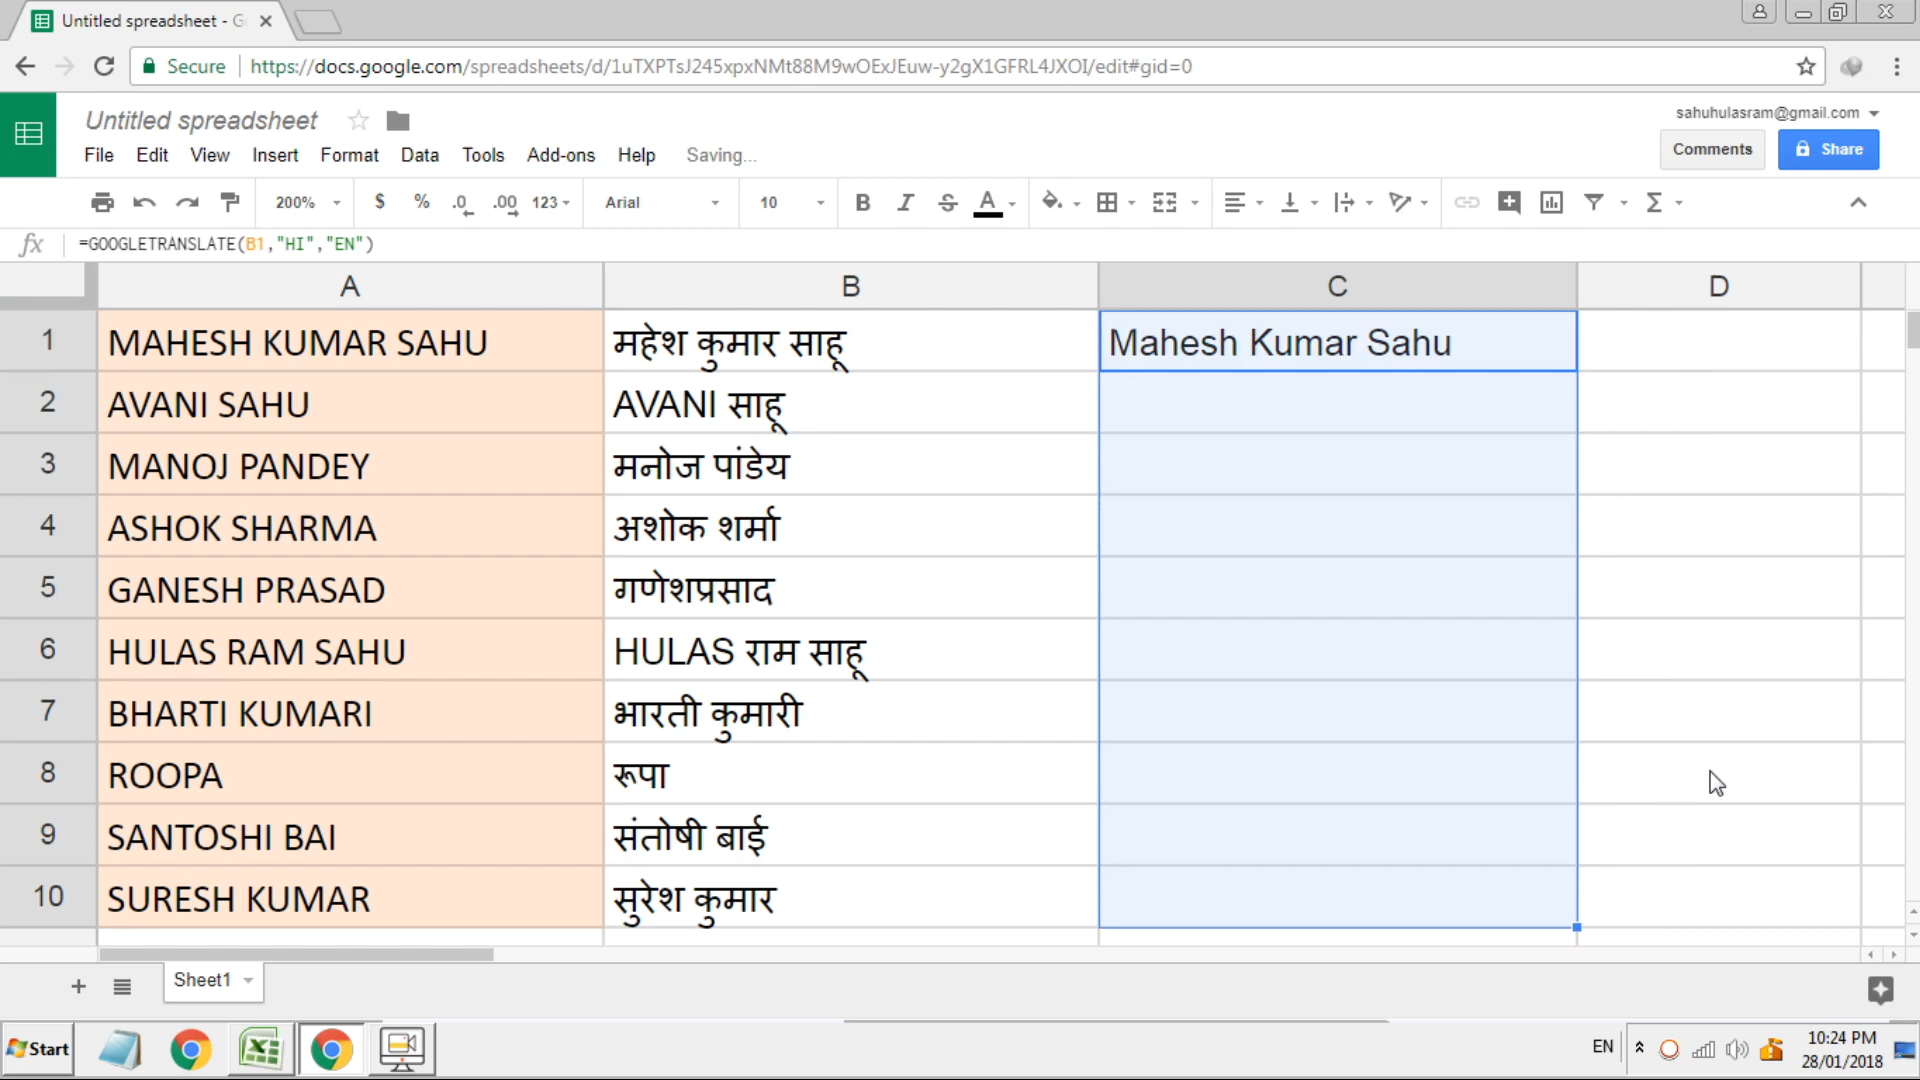 Untitled spreadsheet - G
Secure https://docs.google.com/spreadsheets/d/1uTXPTsJ245xpxNMt88M9wOExJEuw-y2gX1GFRL4JXOI/edit#gid=0
Untitled spreadsheet
sahuhulasram@gmail.com
File Edit View Insert Format Data Tools Add-ons Help Saving...
Comments Share
200% $ % .0 .00 123 Arial 10 B I S A Σ
fx =GOOGLETRANSLATE(B1,"HI","EN")
A B C D
1 MAHESH KUMAR SAHU महेश कुमार साहू Mahesh Kumar Sahu
2 AVANI SAHU AVANI साहू
3 MANOJ PANDEY मनोज पांडेय
4 ASHOK SHARMA अशोक शर्मा
5 GANESH PRASAD गणेशप्रसाद
6 HULAS RAM SAHU HULAS राम साहू
7 BHARTI KUMARI भारती कुमारी
8 ROOPA रूपा
9 SANTOSHI BAI संतोषी बाई
10 SURESH KUMAR सुरेश कुमार
Sheet1
Start EN 10:24 PM
28/01/2018